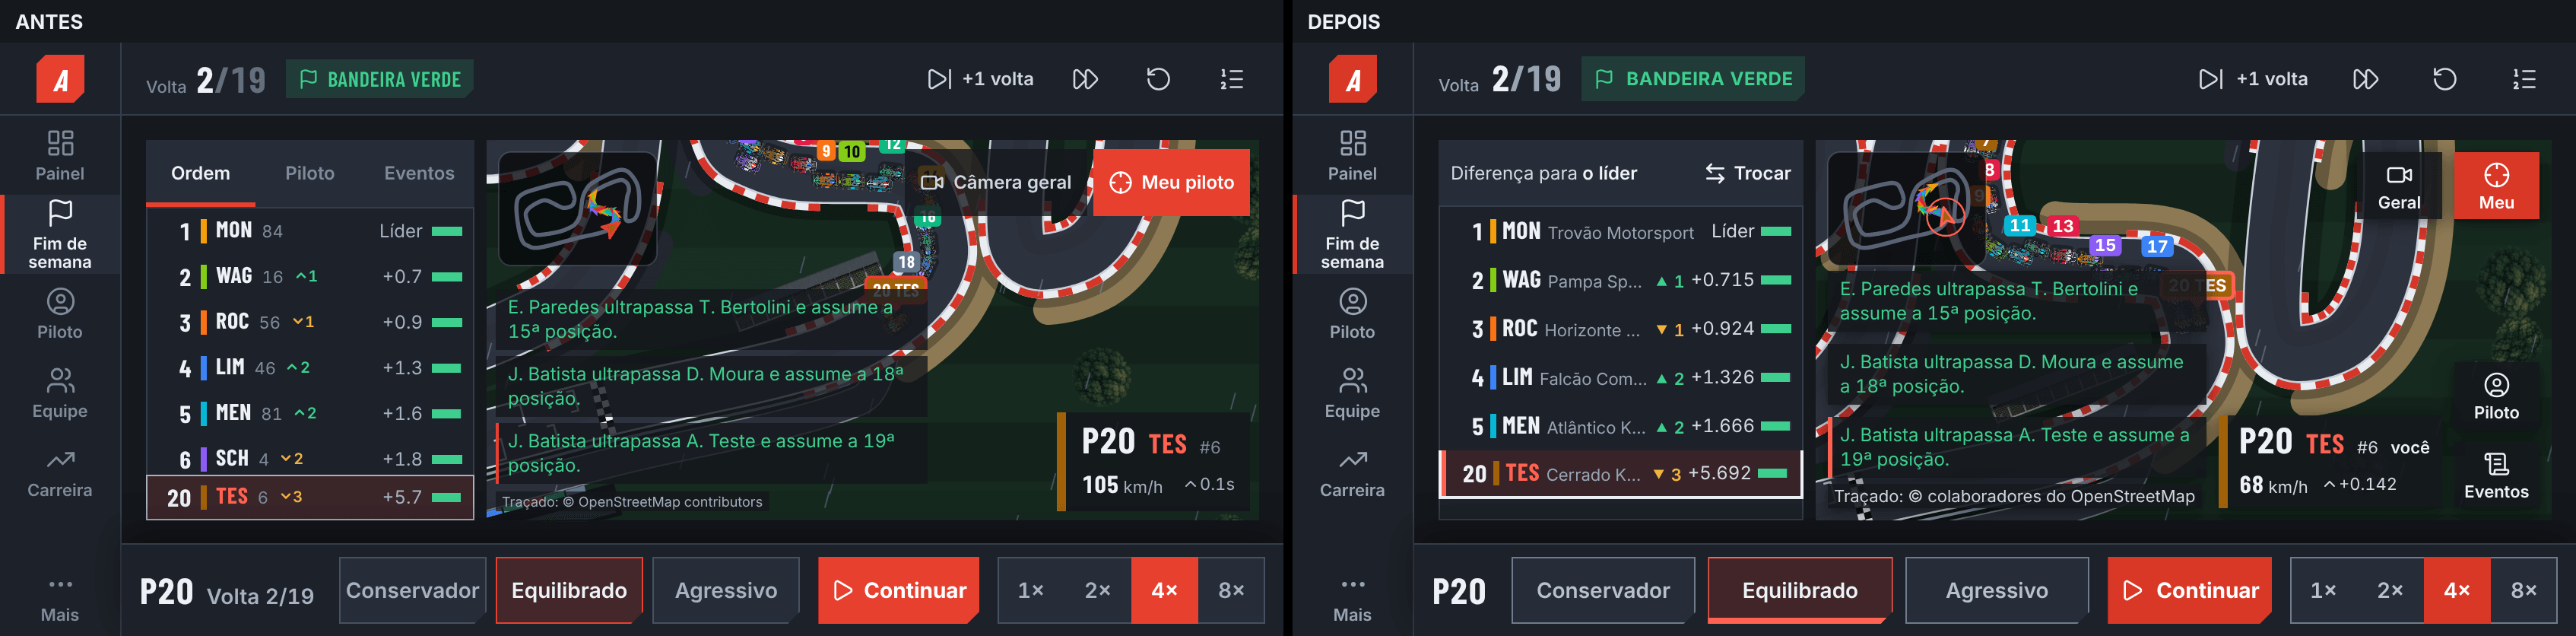 ANTES
A
Volta 2/19
BANDEIRA VERDE
+1 volta
Painel
Fim de
semana
Piloto
Equipe
Carreira
Mais
Ordem Piloto Eventos
1 MON 84 Líder
2 WAG 16 1 +0.7
3 ROC 56 1 +0.9
4 LIM 46 2 +1.3
5 MEN 81 2 +1.6
6 SCH 4 2 +1.8
20 TES 6 3 +5.7
9 10 12
Câmera geral
Meu piloto
16
18
20 TES
E. Paredes ultrapassa T. Bertolini e assume a
15ª posição.
J. Batista ultrapassa D. Moura e assume a 18ª
posição.
J. Batista ultrapassa A. Teste e assume a 19ª
posição.
Traçado: © OpenStreetMap contributors
P20 TES #6
105 km/h 0.1s
P20 Volta 2/19
Conservador
Equilibrado
Agressivo
Continuar
1× 2× 4× 8×
DEPOIS
A
Volta 2/19
BANDEIRA VERDE
+1 volta
Painel
Fim de
semana
Piloto
Equipe
Carreira
Mais
Diferença para o líder
Trocar
1 MON Trovão Motorsport Líder
2 WAG Pampa Sp... 1 +0.715
3 ROC Horizonte ... 1 +0.924
4 LIM Falcão Com... 2 +1.326
5 MEN Atlântico K... 2 +1.666
20 TES Cerrado K... 3 +5.692
7
8
9
11 13
15 17
20 TES
Geral
Meu
E. Paredes ultrapassa T. Bertolini e
assume a 15ª posição.
J. Batista ultrapassa D. Moura e assume
a 18ª posição.
J. Batista ultrapassa A. Teste e assume a
19ª posição.
Traçado: © colaboradores do OpenStreetMap
P20 TES #6 você
68 km/h +0.142
Piloto
Eventos
P20
Conservador
Equilibrado
Agressivo
Continuar
1× 2× 4× 8×